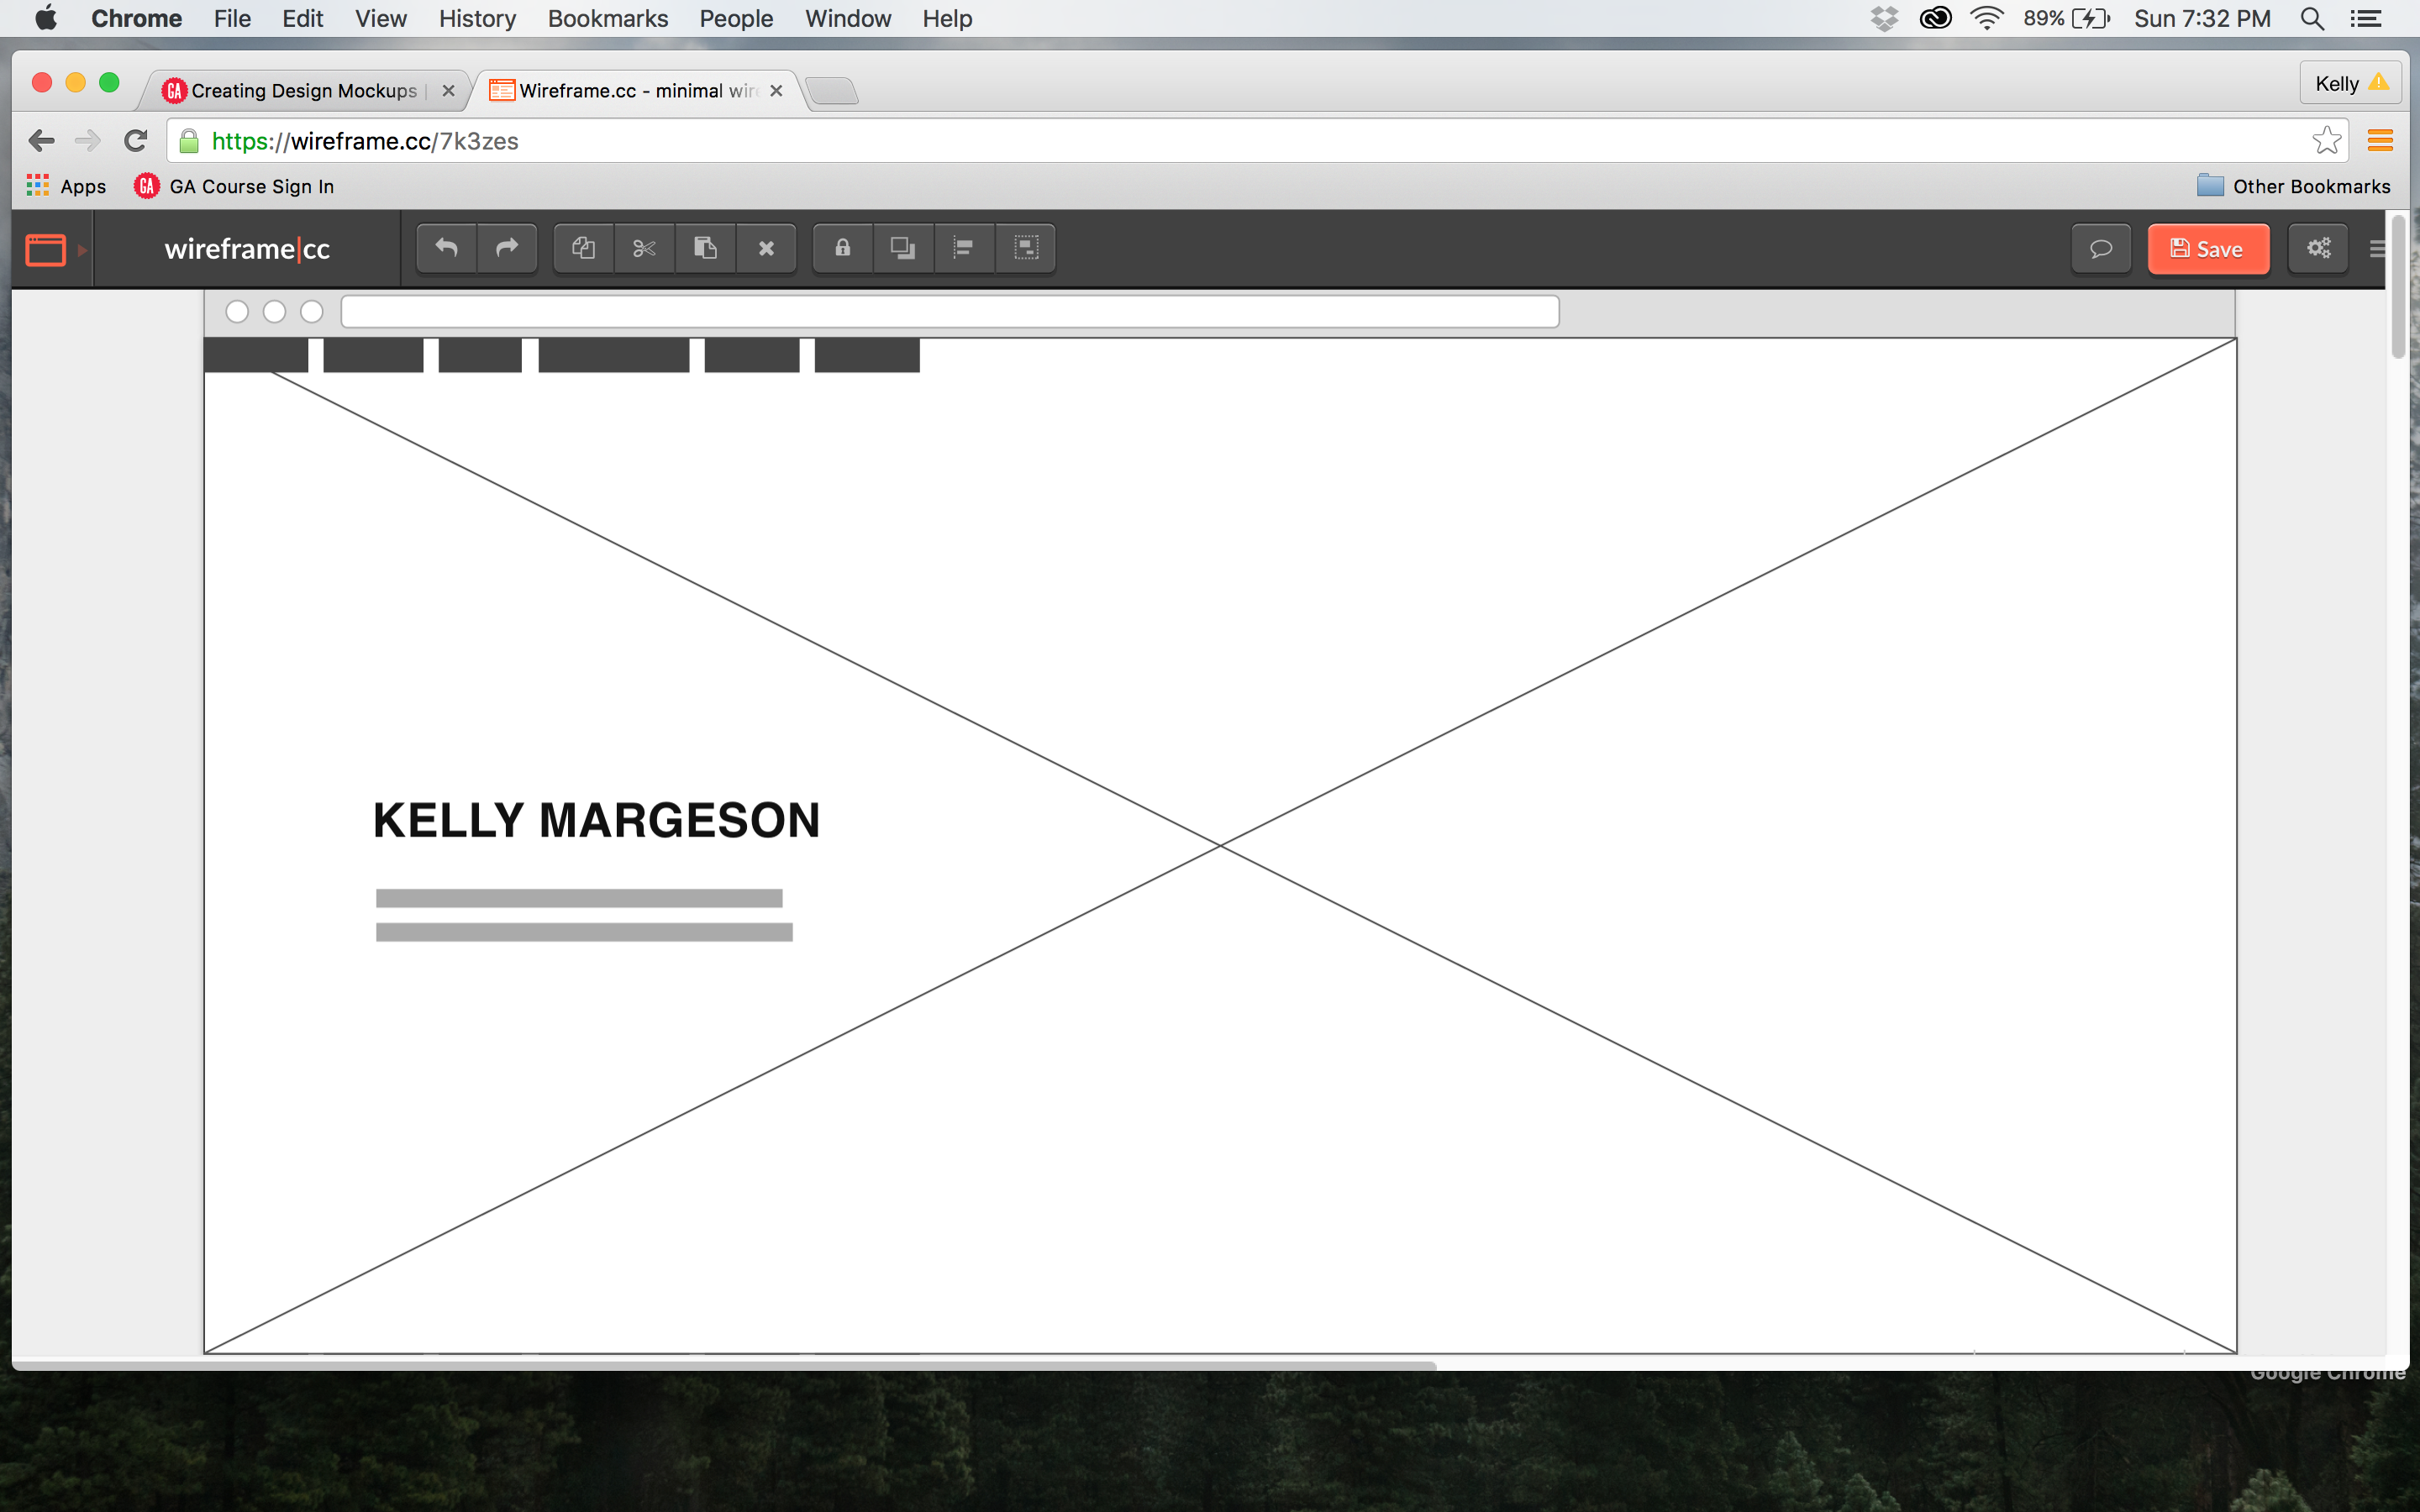 Chrome File Edit View History Bookmarks People Window Help 89% Sun 7:32 PM
GA Creating Design Mockups | Wireframe.cc - minimal wir Kelly
https://wireframe.cc/7k3zes
Apps GA GA Course Sign In Other Bookmarks
wireframe|cc Save
KELLY MARGESON
Google Chrome